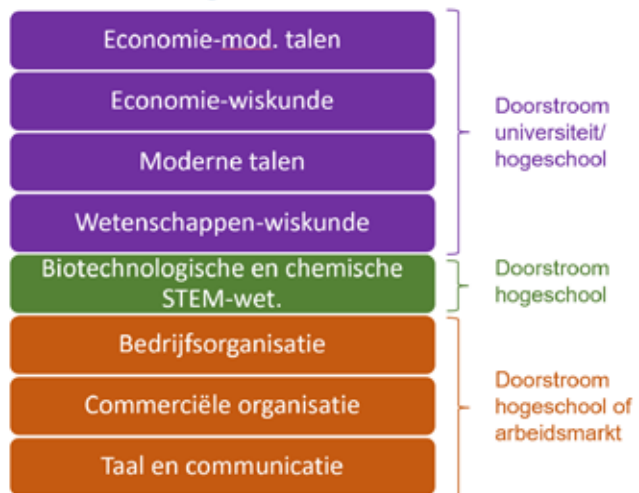 Economie-mod. talen
Economie-wiskunde
Moderne talen
Wetenschappen-wiskunde
Doorstroom
universiteit/
hogeschool
Biotechnologische en chemische
STEM-wet.
Doorstroom
hogeschool
Bedrijfsorganisatie
Commerciële organisatie
Taal en communicatie
Doorstroom
hogeschool of
arbeidsmarkt